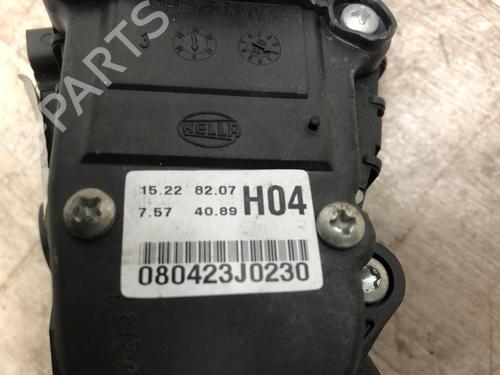 HELLA
15.22 82.07
7.57 40.89 H04
080423J0230
B-PARTS